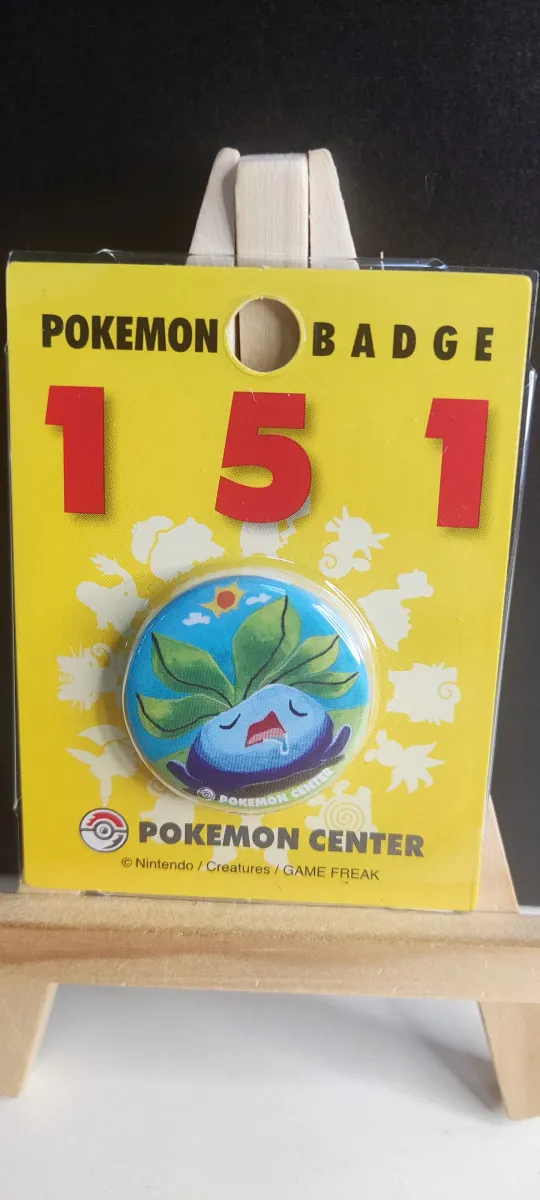 POKEMON BADGE
151
POKEMON CENTER
POKEMON CENTER
© Nintendo / Creatures / GAME FREAK